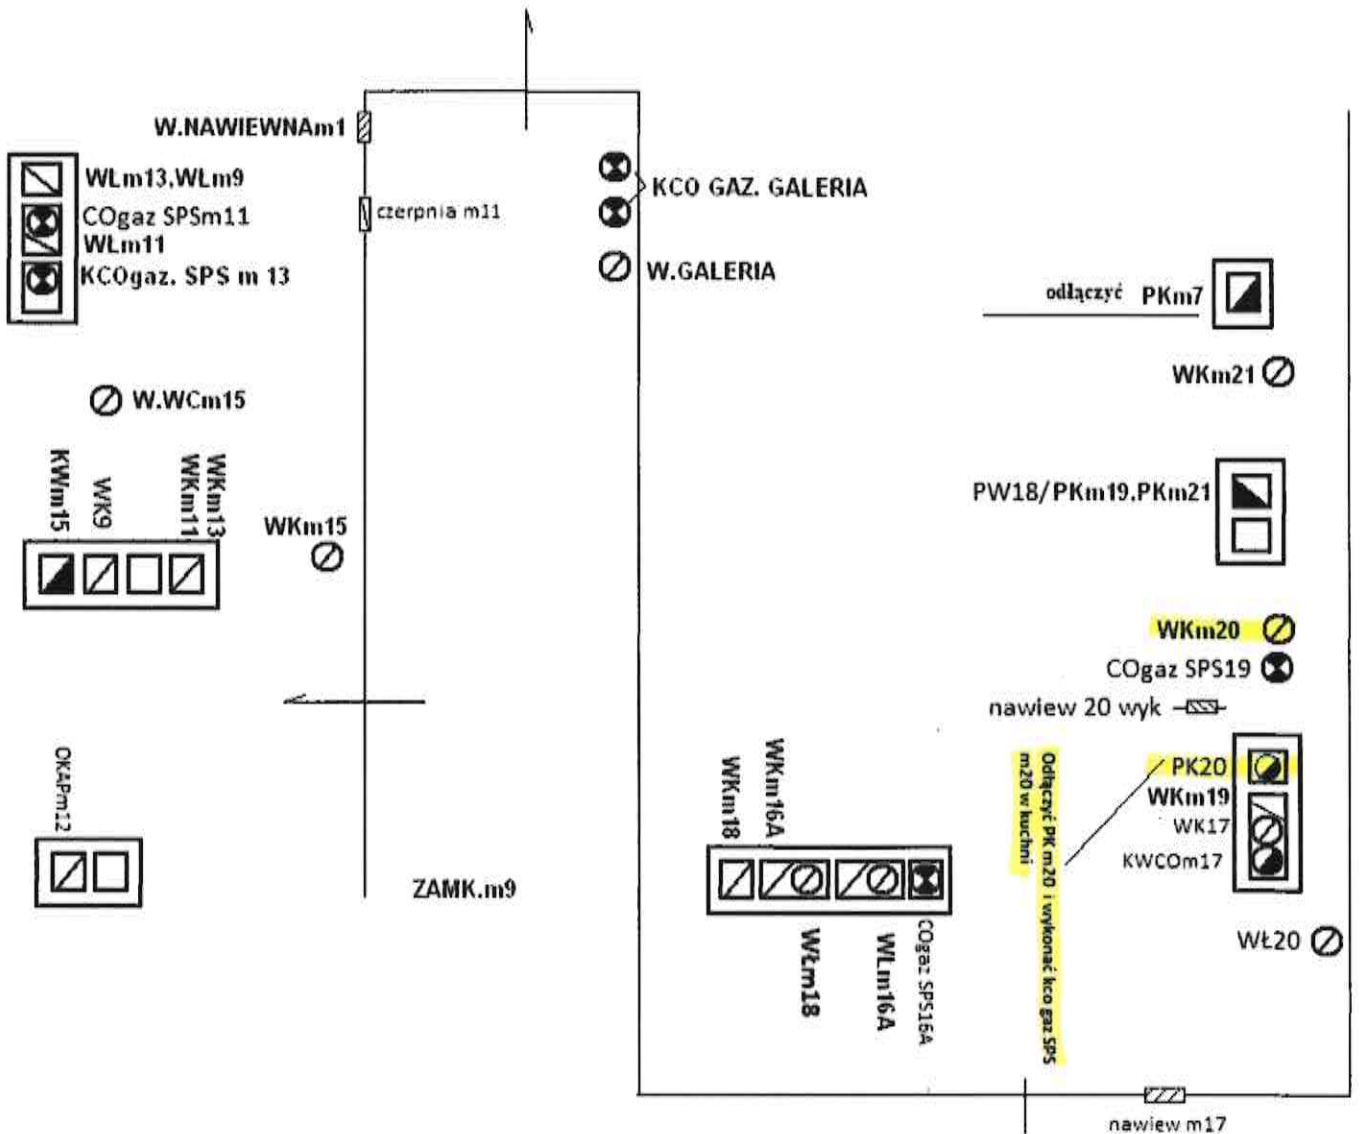 W.NAWIEWNAm1
WLm13,WLm9
COgaz SPSm11
WLm11
KCOgaz. SPS m 13
czerpnia m11
KCO GAZ. GALERIA
W.GALERIA
odłączyć PKm7
WKm21
W.WCm15
KWm15
WK9
WKm11
WKm13
WKm15
PW18/PKm19.PKm21
WKm20
COgaz SPS19
nawiew 20 wyk
PK20
WKm19
WK17
KWCOm17
WŁ20
Odłączyć PK m20 i wykonać kco gaz SPS
m20 w kuchni
OKAPm12
ZAMK.m9
WKm18
WKm16A
WŁm18
WLm16A
COgaz SPS16A
nawiew m17